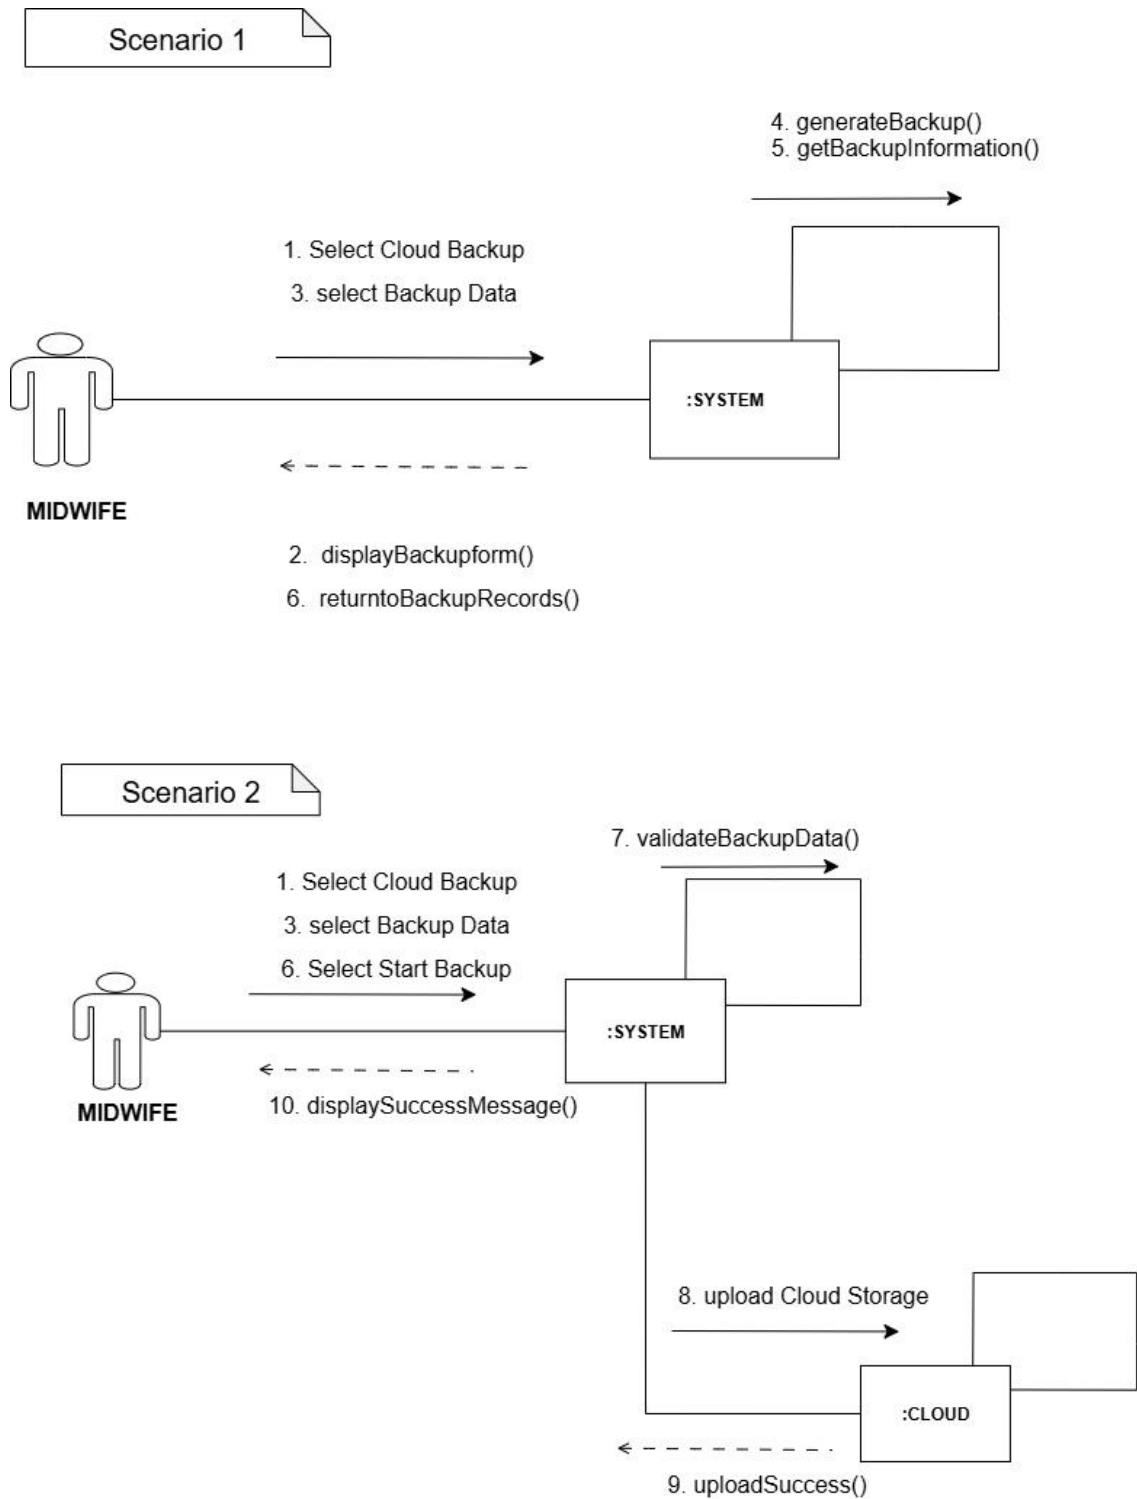 Scenario 1
4. generateBackup()
5. getBackupInformation()
1. Select Cloud Backup
3. select Backup Data
:SYSTEM
MIDWIFE
2. displayBackupform()
6. returntoBackupRecords()
Scenario 2
7. validateBackupData()
1. Select Cloud Backup
3. select Backup Data
6. Select Start Backup
:SYSTEM
MIDWIFE
10. displaySuccessMessage()
8. upload Cloud Storage
:CLOUD
9. uploadSuccess()